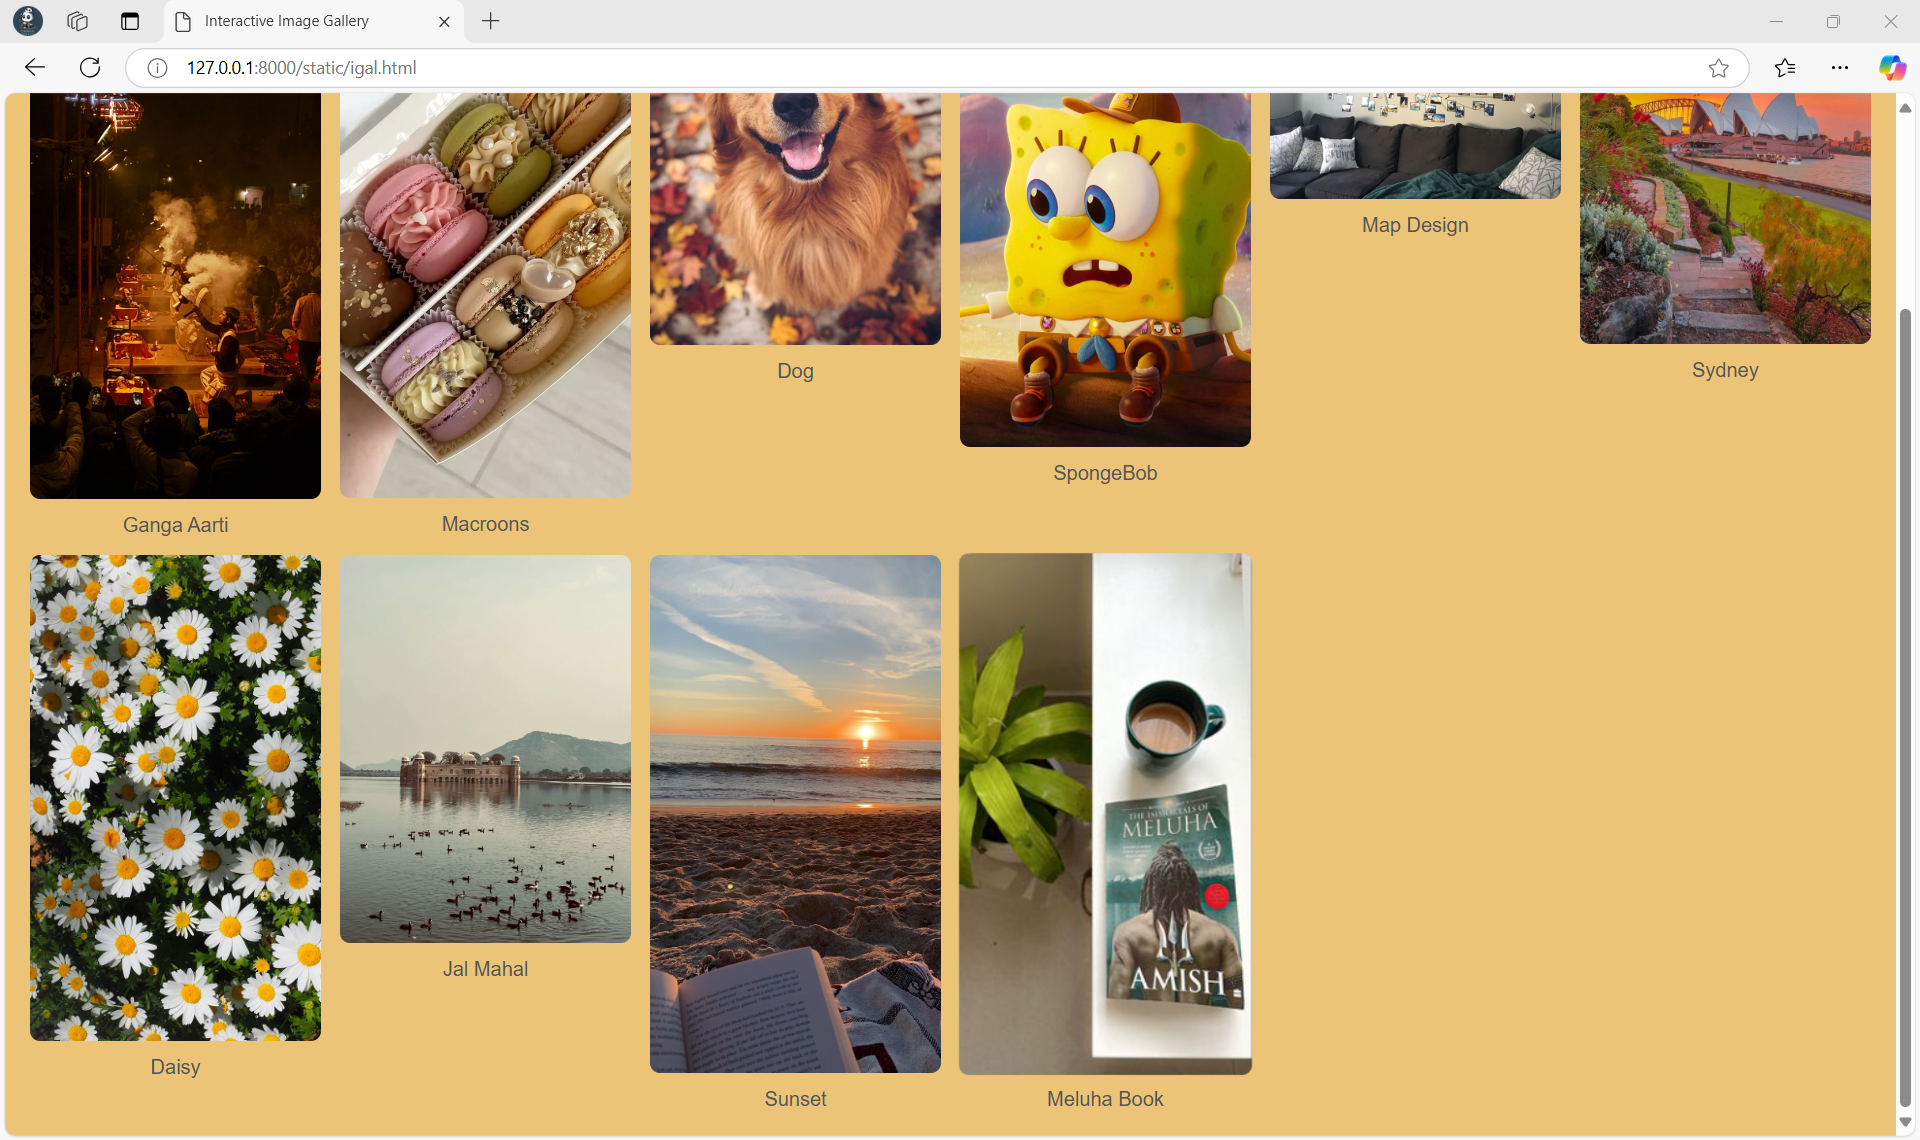 Interactive Image Gallery
127.0.0.1:8000/static/igal.html
Map Design
Dog
Sydney
SpongeBob
Ganga Aarti
Macroons
THE IMMORTALS OF
MELUHA
AMISH
Jal Mahal
Daisy
Sunset
Meluha Book